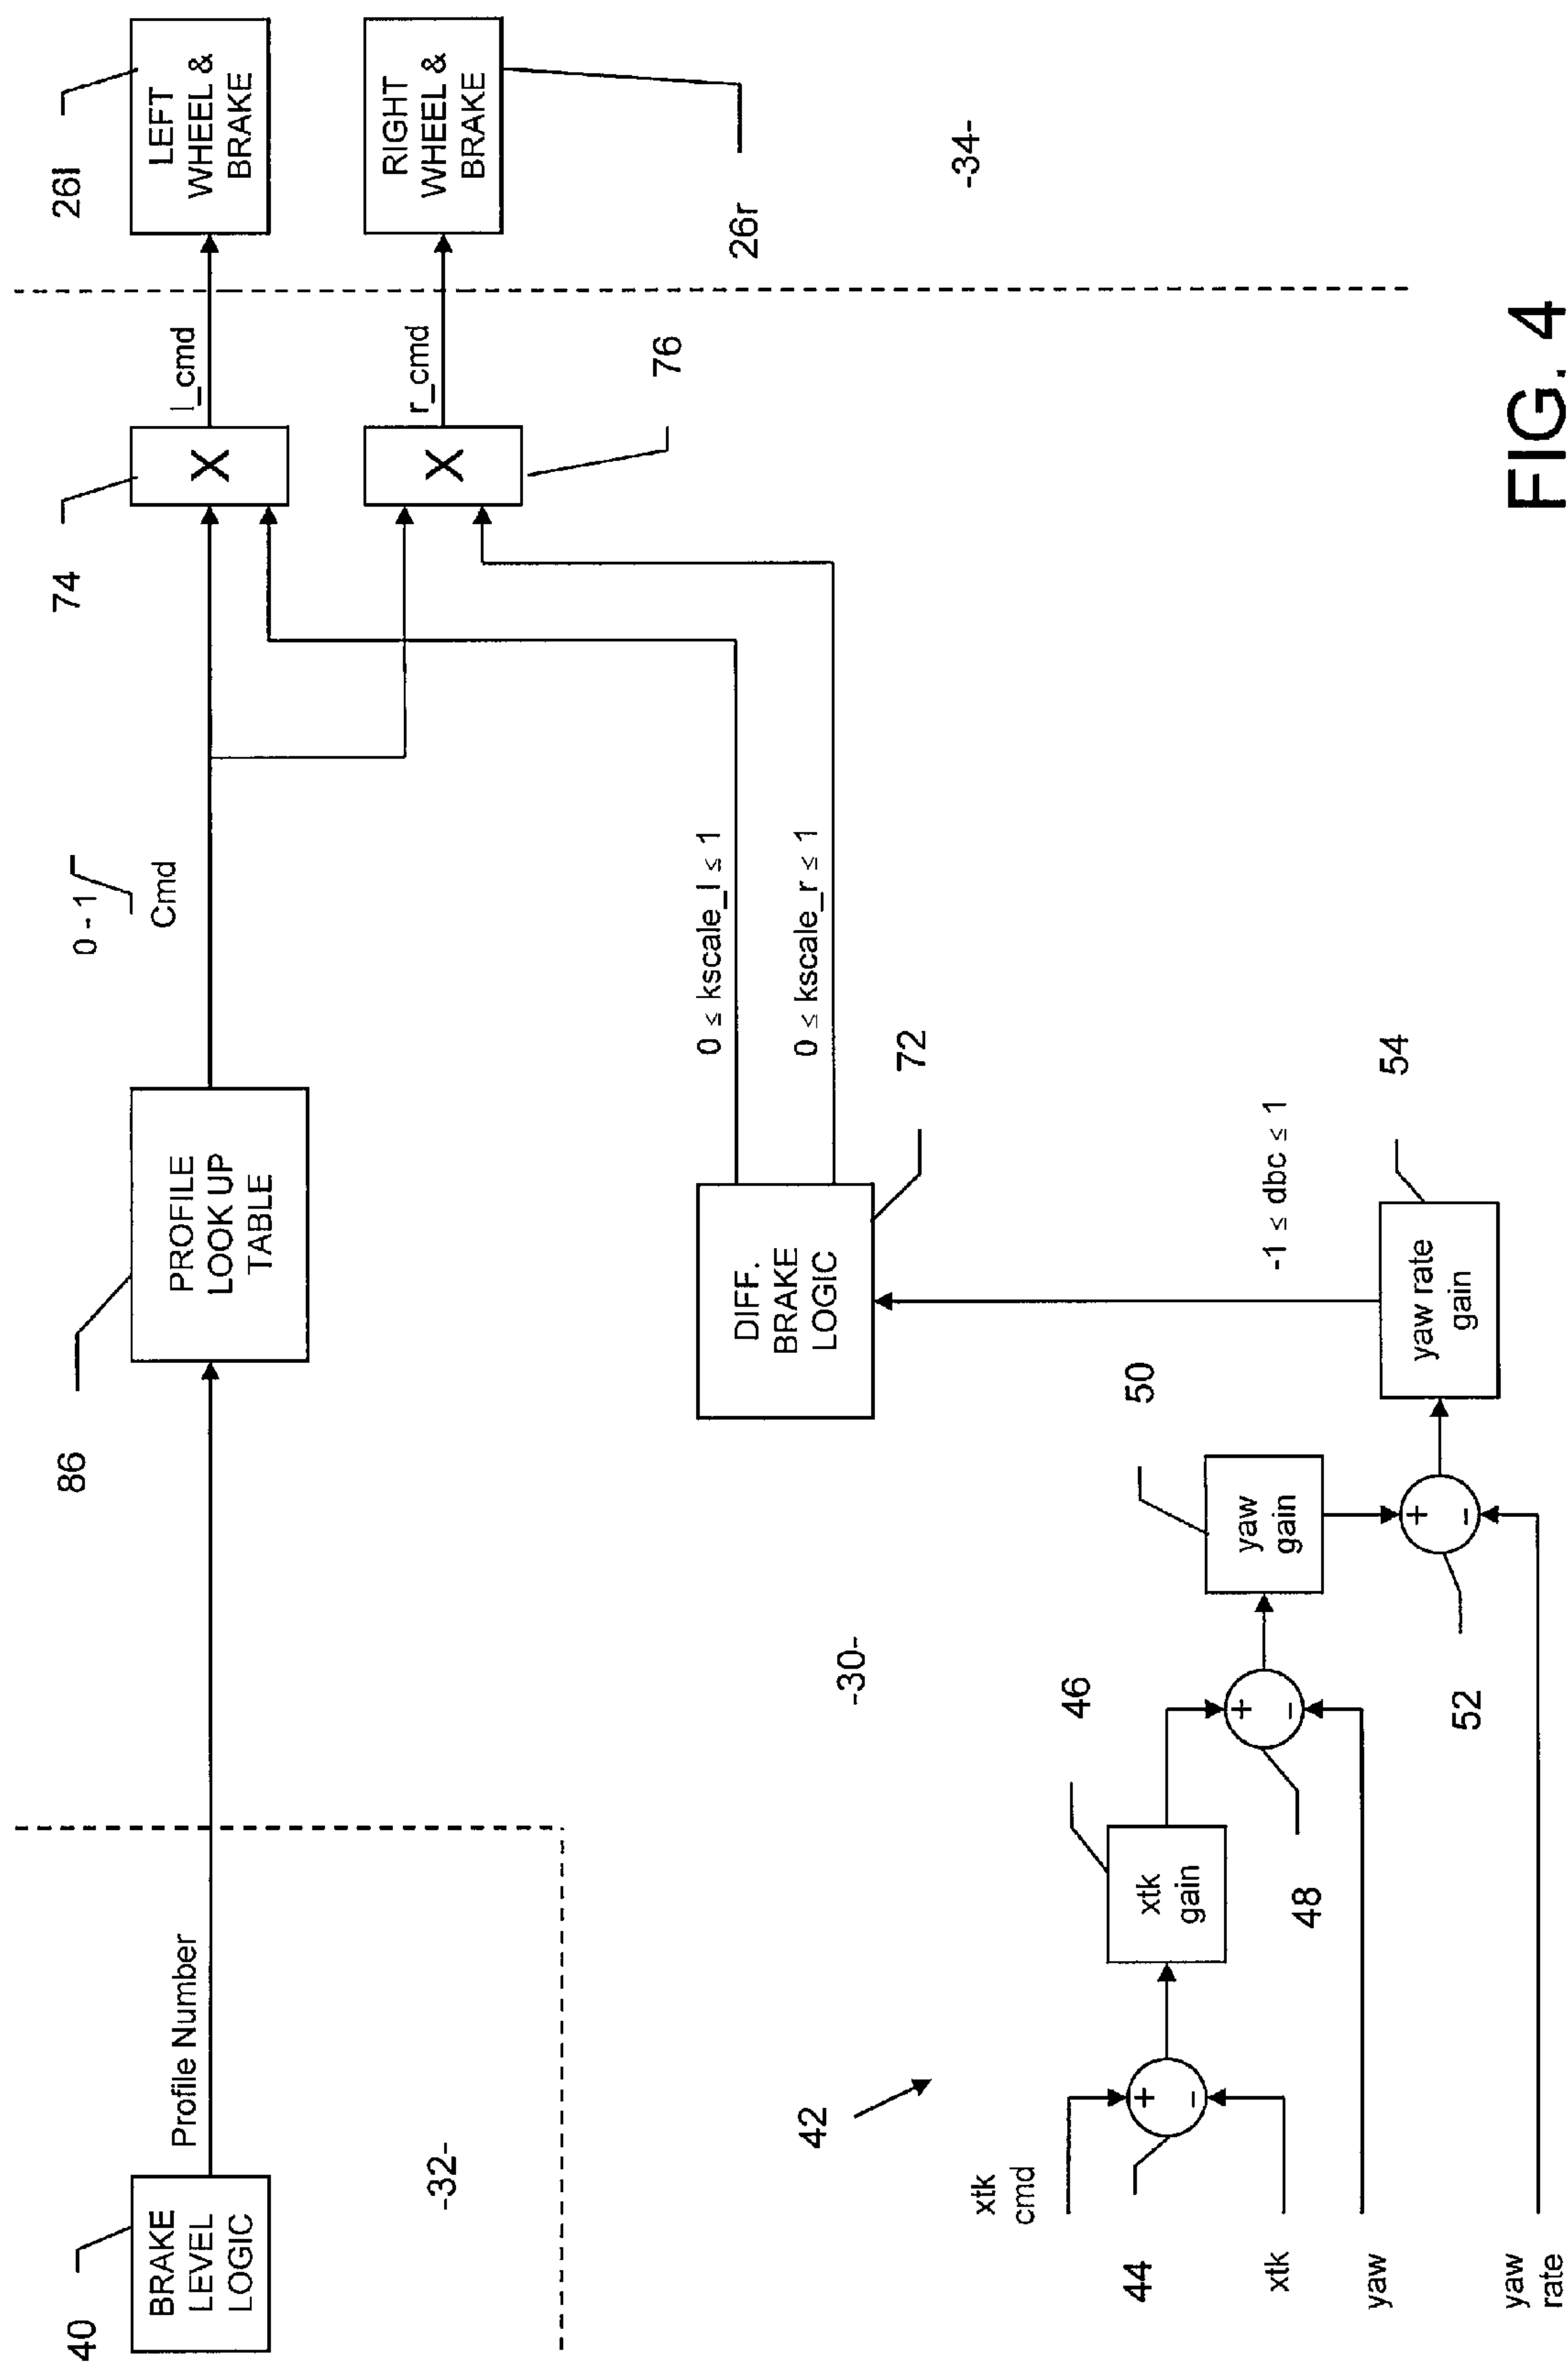 40
BRAKE
LEVEL
LOGIC
Profile Number
-32-
86
PROFILE
LOOK UP
TABLE
0 - 1
Cmd
74
X
l_cmd
26l
LEFT
WHEEL &
BRAKE
X
r_cmd
76
RIGHT
WHEEL &
BRAKE
26r
-34-
0 ≤ kscale_l ≤ 1
0 ≤ kscale_r ≤ 1
DIFF.
BRAKE
LOGIC
72
-30-
42
xtk
cmd
44
+
-
xtk
xtk
gain
46
+
-
48
yaw
yaw
gain
50
+
-
52
yaw
rate
yaw rate
gain
54
-1 ≤ dbc ≤ 1
FIG. 4